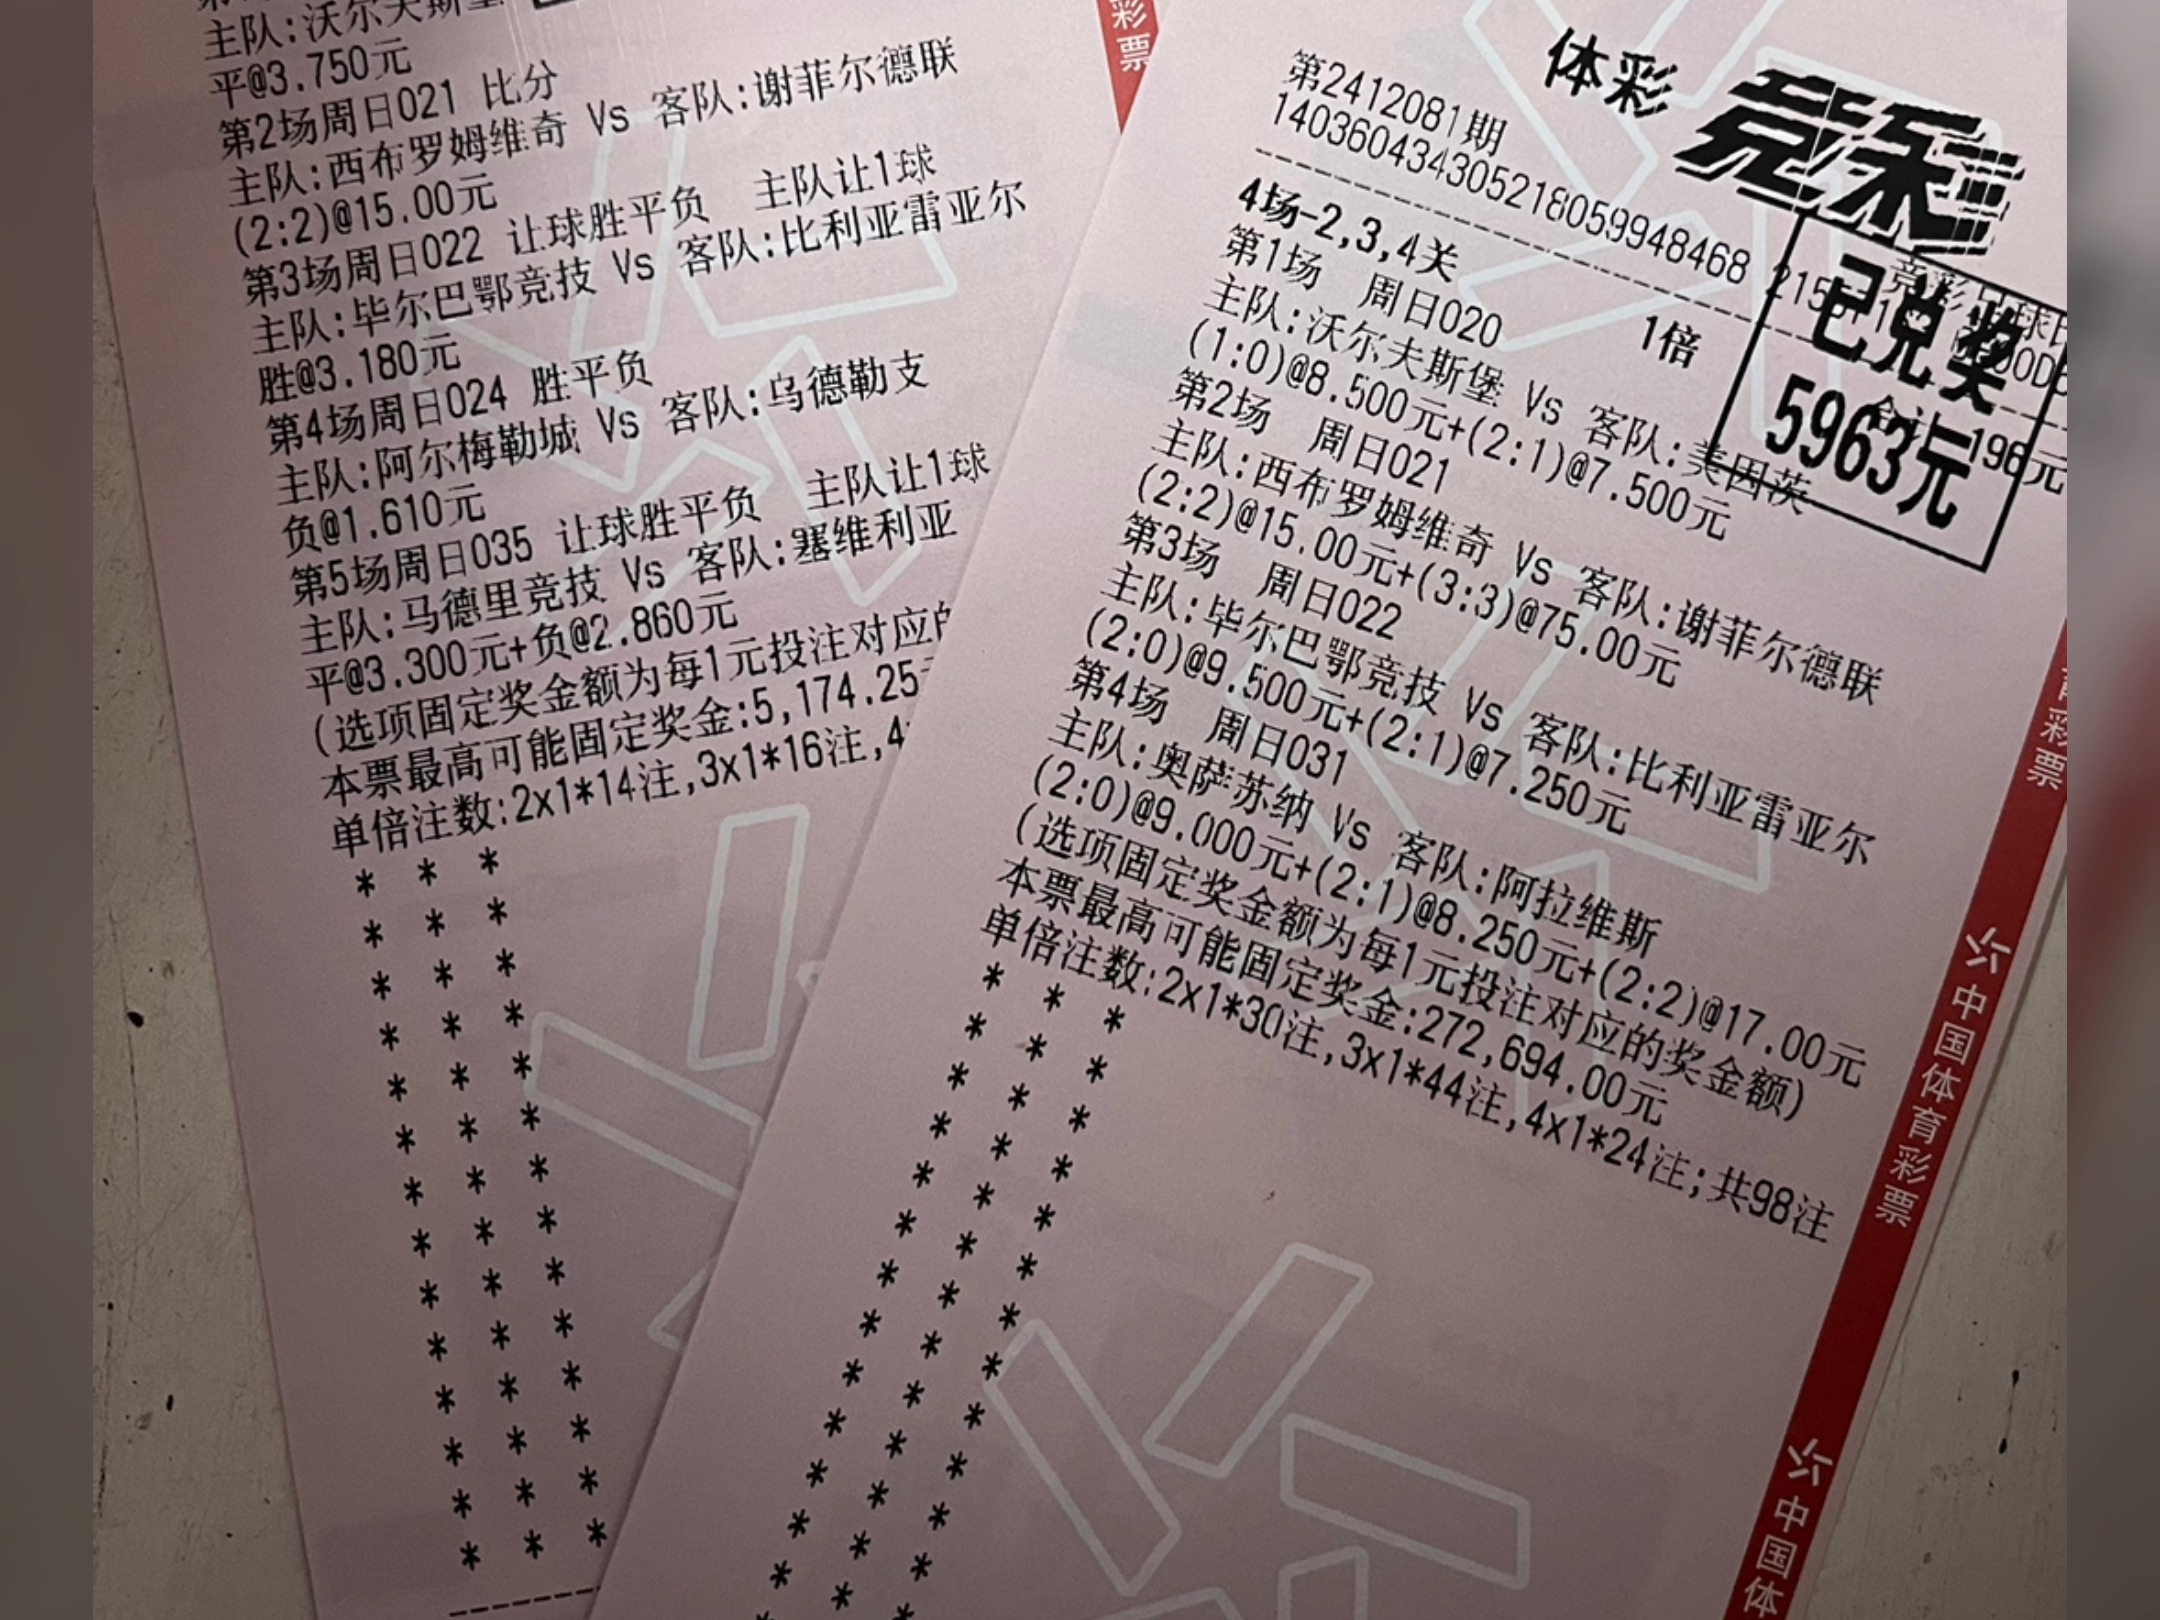 主队:沃尔夫斯堡
平@3.750元
第2场周日021 比分
主队:西布罗姆维奇 Vs 客队:谢菲尔德联
(2:2)@15.00元
第3场周日022 让球胜平负 主队让1球
主队:毕尔巴鄂竞技 Vs 客队:比利亚雷亚尔
胜@3.180元
第4场周日024 胜平负
主队:阿尔梅勒城 Vs 客队:乌德勒支
负@1.610元
第5场周日035 让球胜平负 主队让1球
主队:马德里竞技 Vs 客队:塞维利亚
平@3.300元+负@2.860元
(选项固定奖金额为每1元投注对应的
本票最高可能固定奖金:5,174.25
单倍注数:2x1*14注,3x1*16注,4
彩票
体彩 竞彩
第2412081期
140360434305218059948468
4场-2,3,4关
1倍
合计 196元
已兑奖
5963元
第1场 周日020
主队:沃尔夫斯堡 Vs 客队:美因茨
(1:0)@8.500元+(2:1)@7.500元
第2场 周日021
主队:西布罗姆维奇 Vs 客队:谢菲尔德联
(2:2)@15.00元+(3:3)@75.00元
第3场 周日022
主队:毕尔巴鄂竞技 Vs 客队:比利亚雷亚尔
(2:0)@9.500元+(2:1)@7.250元
第4场 周日031
主队:奥萨苏纳 Vs 客队:阿拉维斯
(2:0)@9.000元+(2:1)@8.250元+(2:2)@17.00元
(选项固定奖金额为每1元投注对应的奖金额)
本票最高可能固定奖金:272,694.00元
单倍注数:2x1*30注,3x1*44注,4x1*24注;共98注
育彩票
中国体育彩票
中国体